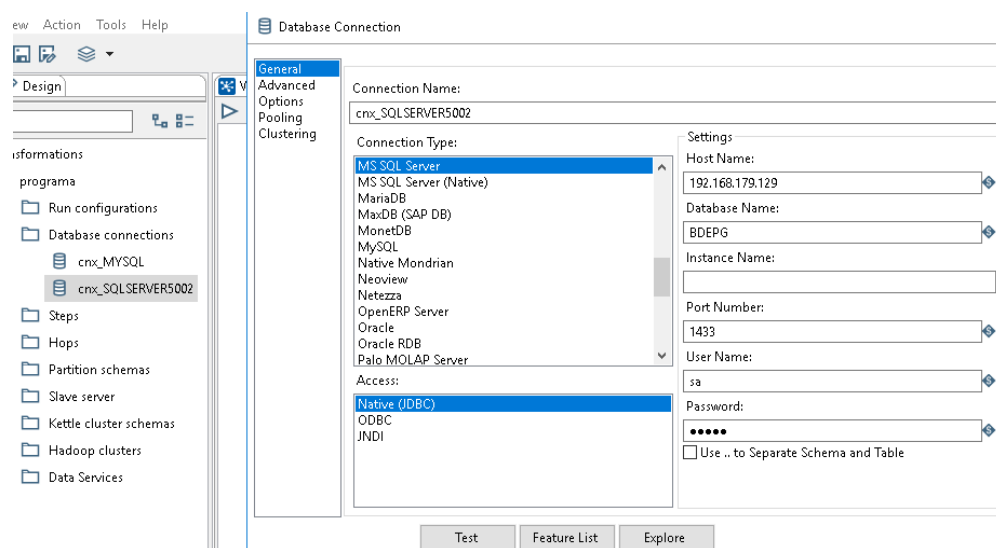 ew Action Tools Help
Database Connection
Design
V
nsformations
programa
Run configurations
Database connections
cnx_MYSQL
cnx_SQLSERVER5002
Steps
Hops
Partition schemas
Slave server
Kettle cluster schemas
Hadoop clusters
Data Services
General
Advanced
Options
Pooling
Clustering
Connection Name:
cnx_SQLSERVER5002
Connection Type:
MS SQL Server
MS SQL Server (Native)
MariaDB
MaxDB (SAP DB)
MonetDB
MySQL
Native Mondrian
Neoview
Netezza
OpenERP Server
Oracle
Oracle RDB
Palo MOLAP Server
Access:
Native (JDBC)
ODBC
JNDI
Settings
Host Name:
192.168.179.129
Database Name:
BDEPG
Instance Name:
Port Number:
1433
User Name:
sa
Password:
●●●●●
Use .. to Separate Schema and Table
Test
Feature List
Explore